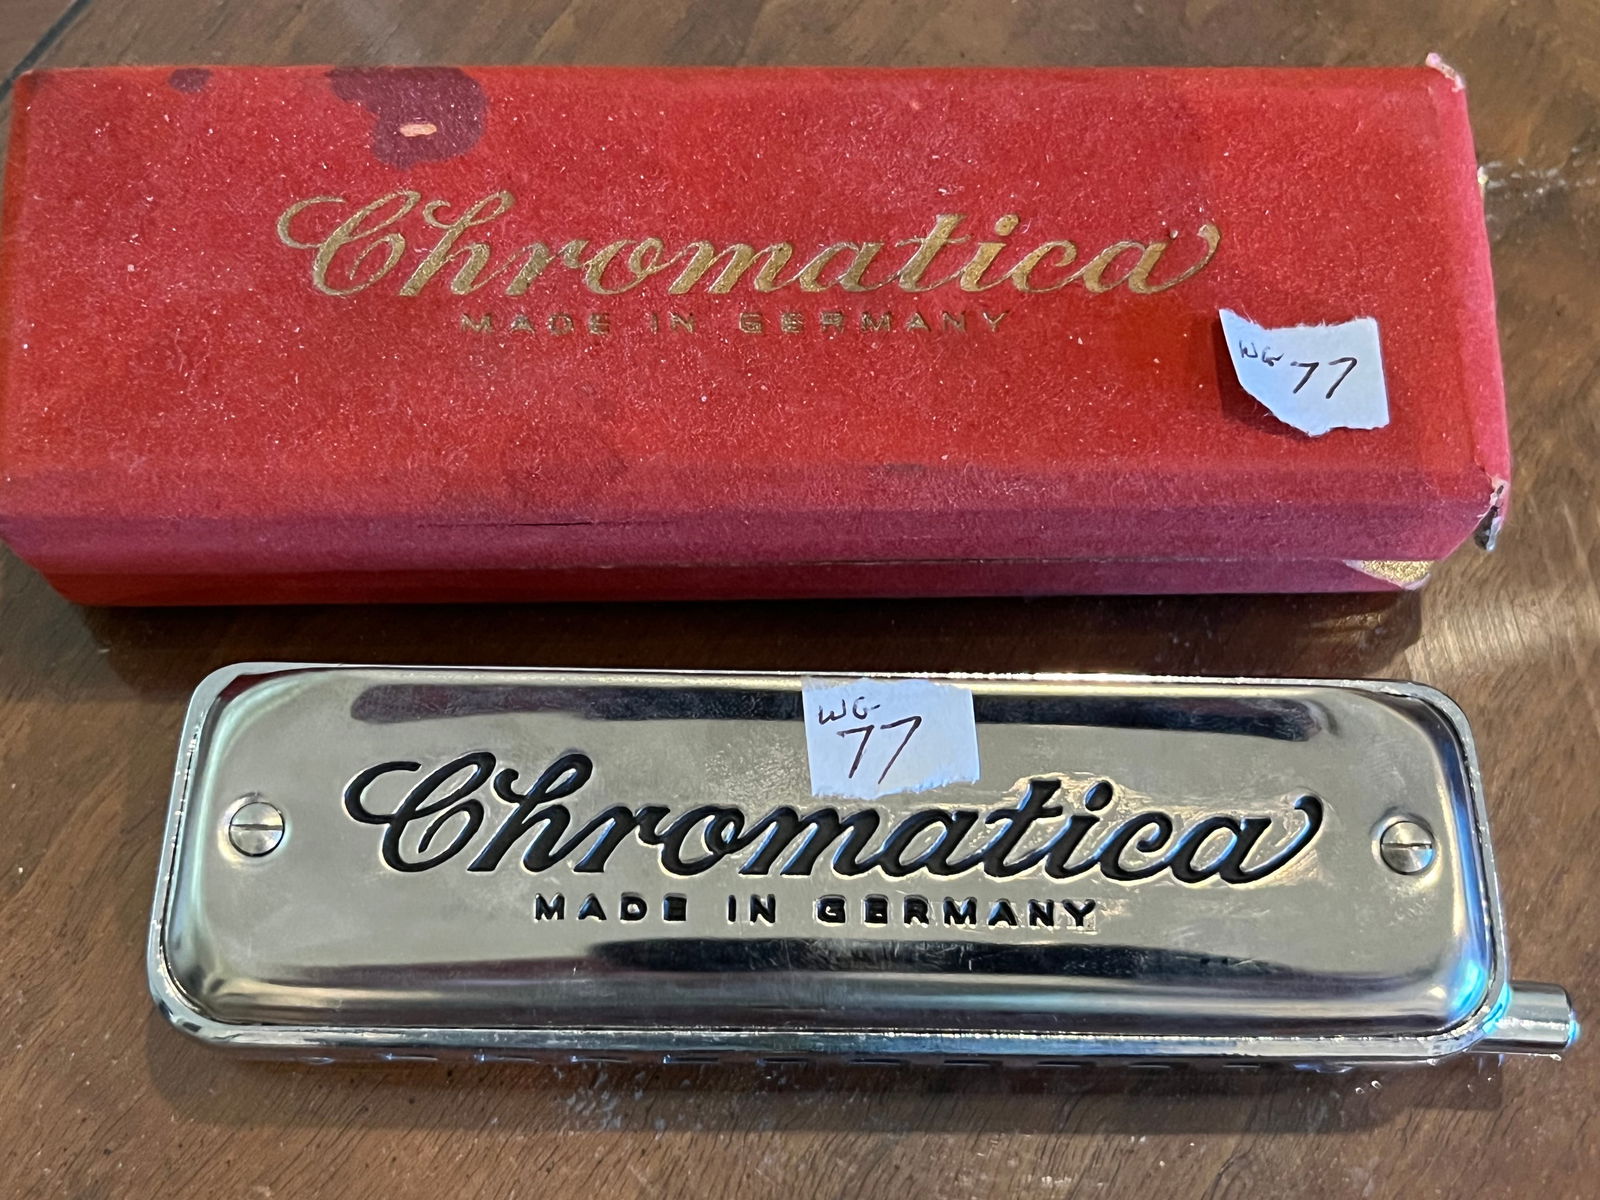 Chromatica
MADE IN GERMANY
WG
77
WG
77
Chromatica
MADE IN GERMANY